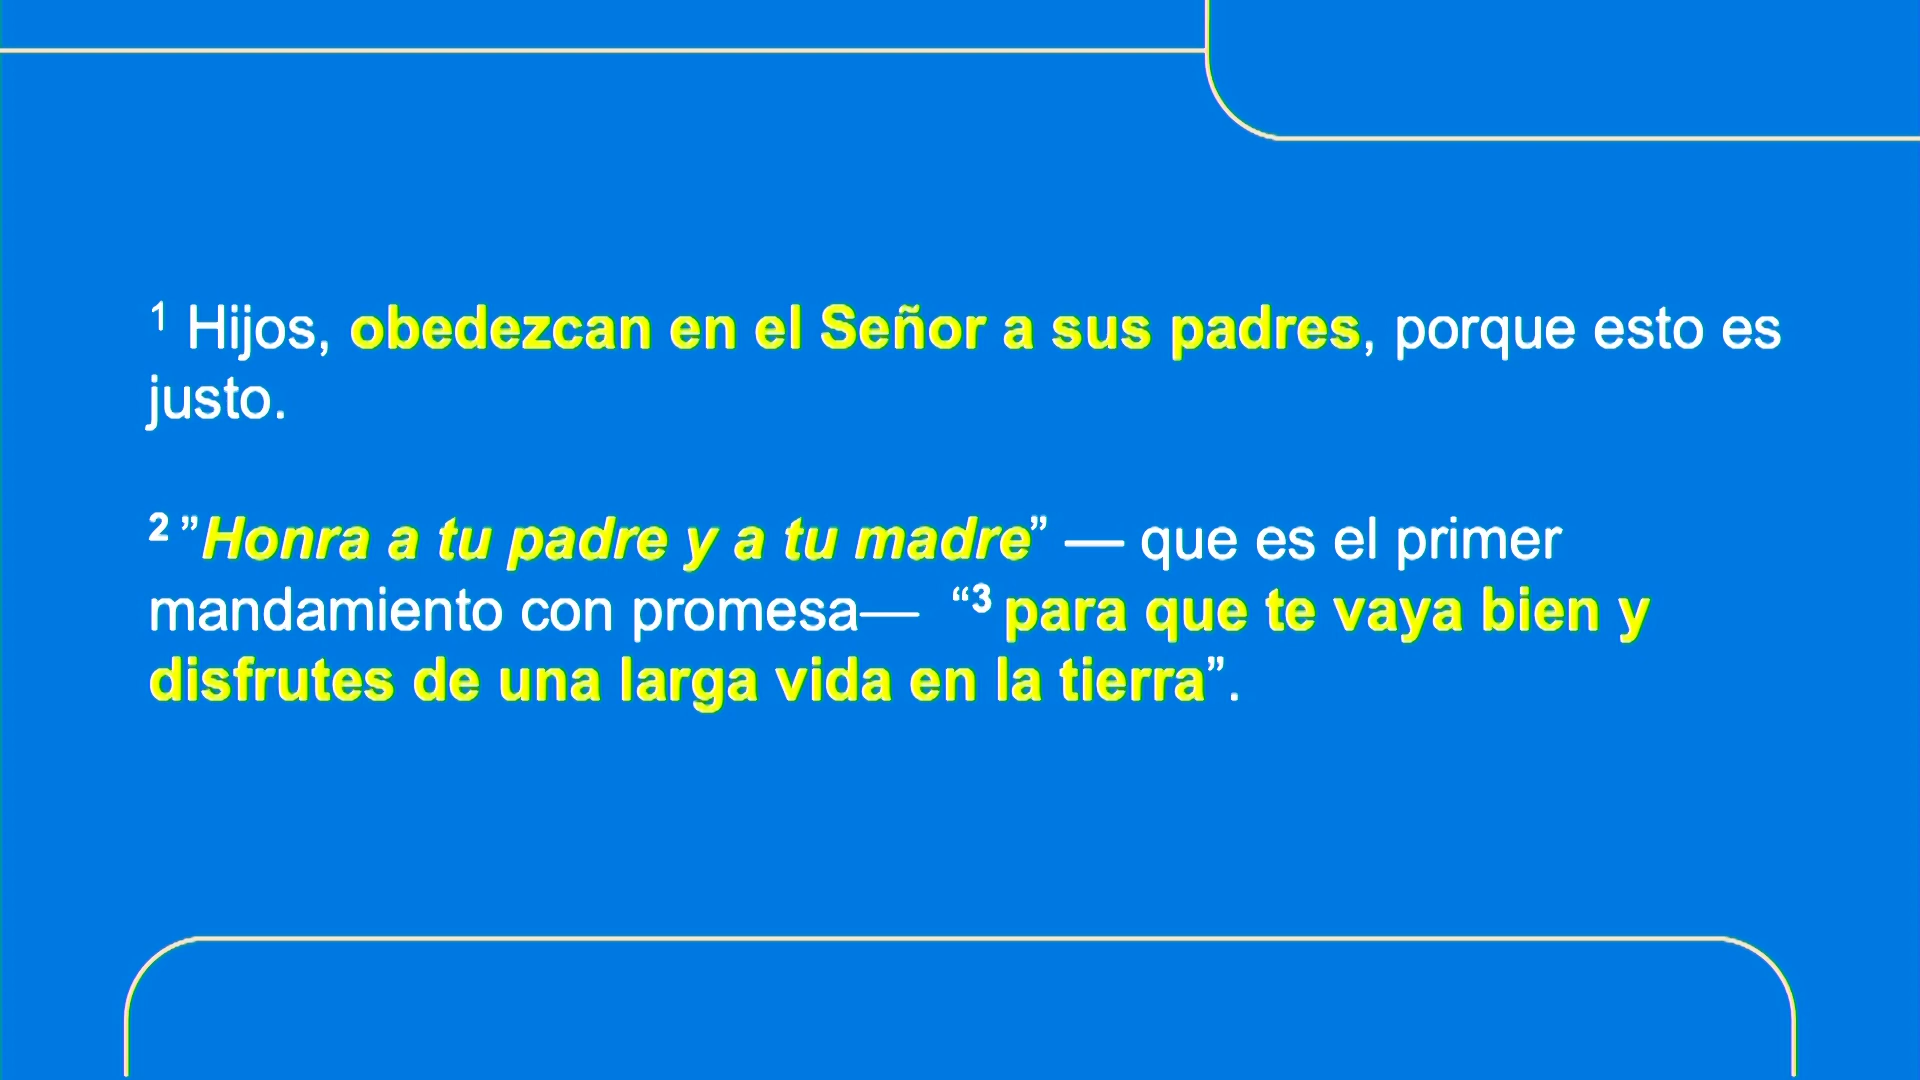 1 Hijos, obedezcan en el Señor a sus padres, porque esto es
justo.
2 ”Honra a tu padre y a tu madre” — que es el primer
mandamiento con promesa— “3 para que te vaya bien y
disfrutes de una larga vida en la tierra”.